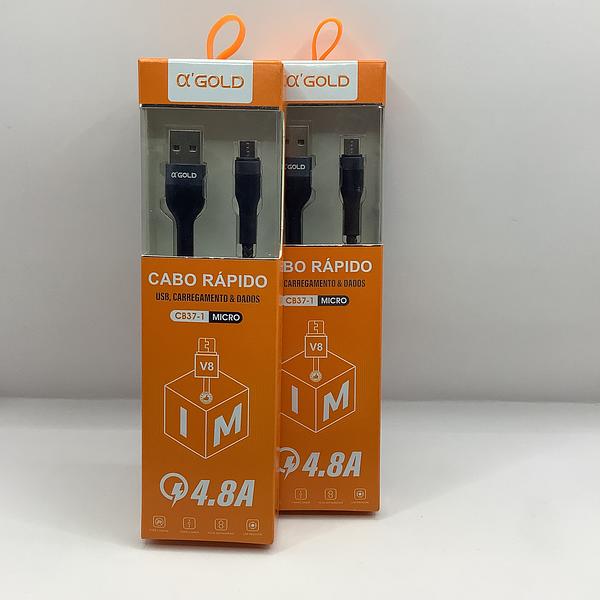 α'GOLD
α'GOLD
CABO RÁPIDO
USB, CARREGAMENTO & DADOS
CB37-1 MICRO
V8
I M
4.8A
α'GOLD
BO RÁPIDO
CARREGAMENTO & DADOS
CB37-1 MICRO
V8
I M
4.8A